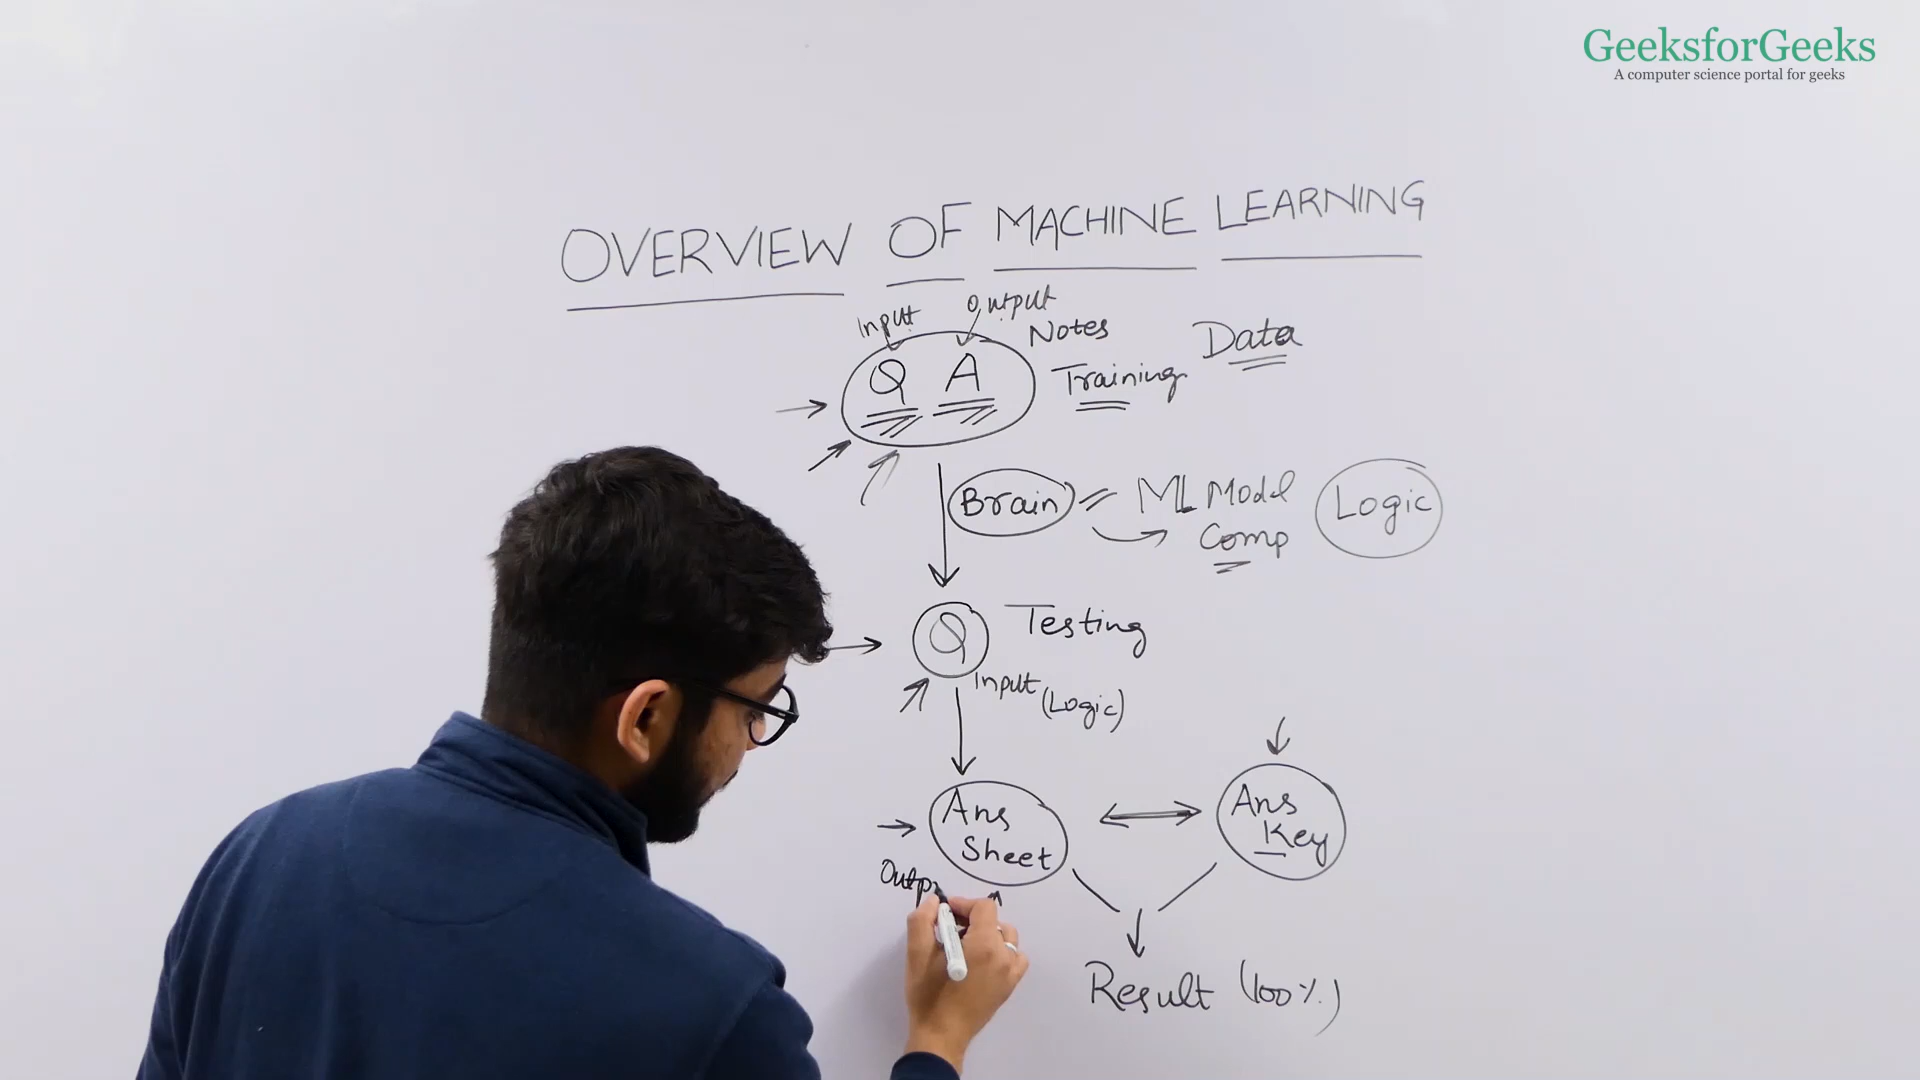 GeeksforGeeks
A computer science portal for geeks
OVERVIEW OF MACHINE LEARNING
Input Output
Q A
Notes
Training
Data
Brain ML Model
Comp
Logic
Q Testing
Input (Logic)
Ans
Sheet
Ans
Key
Outp
Result (100%)